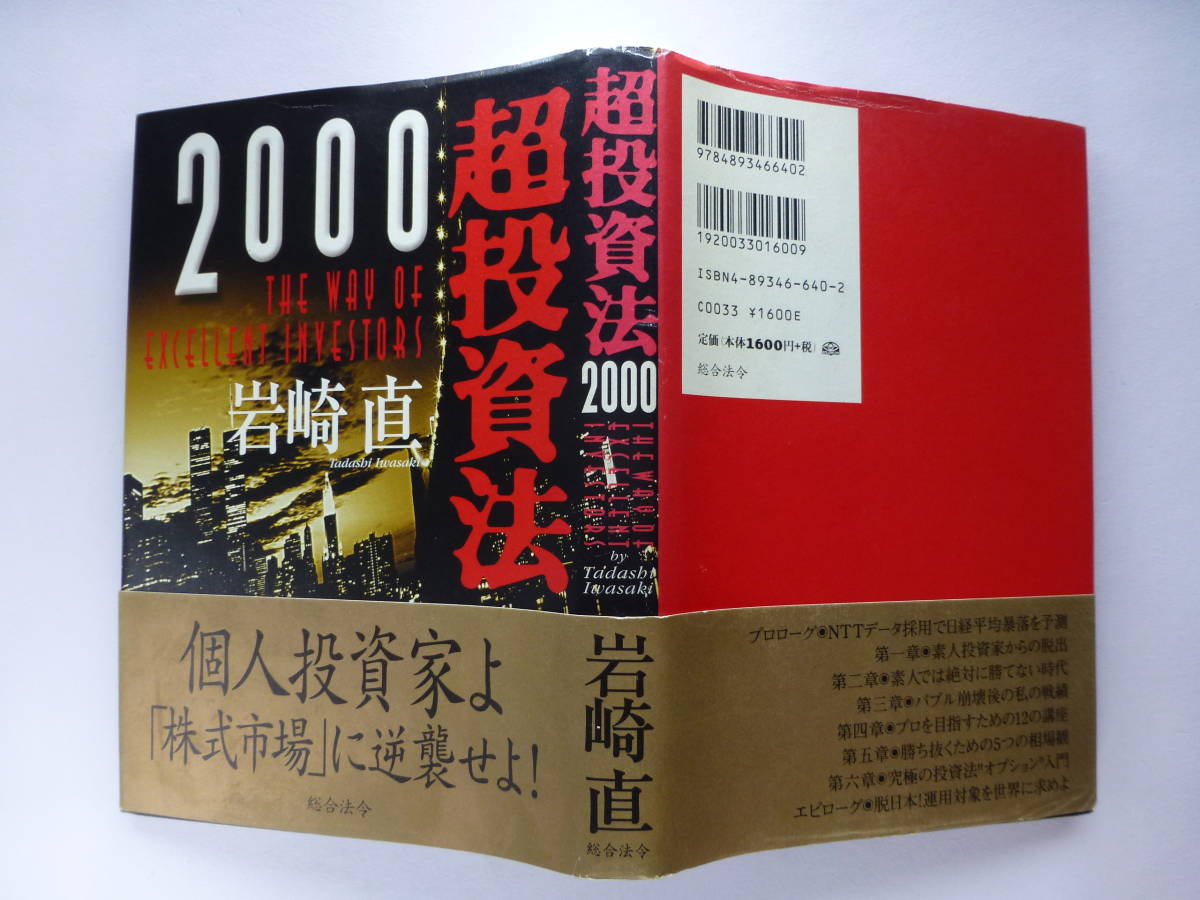 2000
THE WAY OF
EXCELLENT INVESTORS
超投資法
岩崎 直
Tadashi Iwasaki
個人投資家よ
「株式市場」に逆襲せよ!
総合法令
超投資法
2000
THE WAY OF
EXCELLENT
INVESTORS
by
Tadashi
Iwasaki
岩崎 直
総合法令
9784893466402
1920033016009
ISBN4-89346-640-2
C0033 ¥1600E
定価(本体1600円+税)
総合法令
プロローグ◉NTTデータ採用で日経平均暴落を予測
第一章◉素人投資家からの脱出
第二章◉素人では絶対に勝てない時代
第三章◉バブル崩壊後の私の戦績
第四章◉プロを目指すための12の講座
第五章◉勝ち抜くための5つの相場観
第六章◉究極の投資法"オプション"入門
エピローグ◉脱日本!運用対象を世界に求めよ